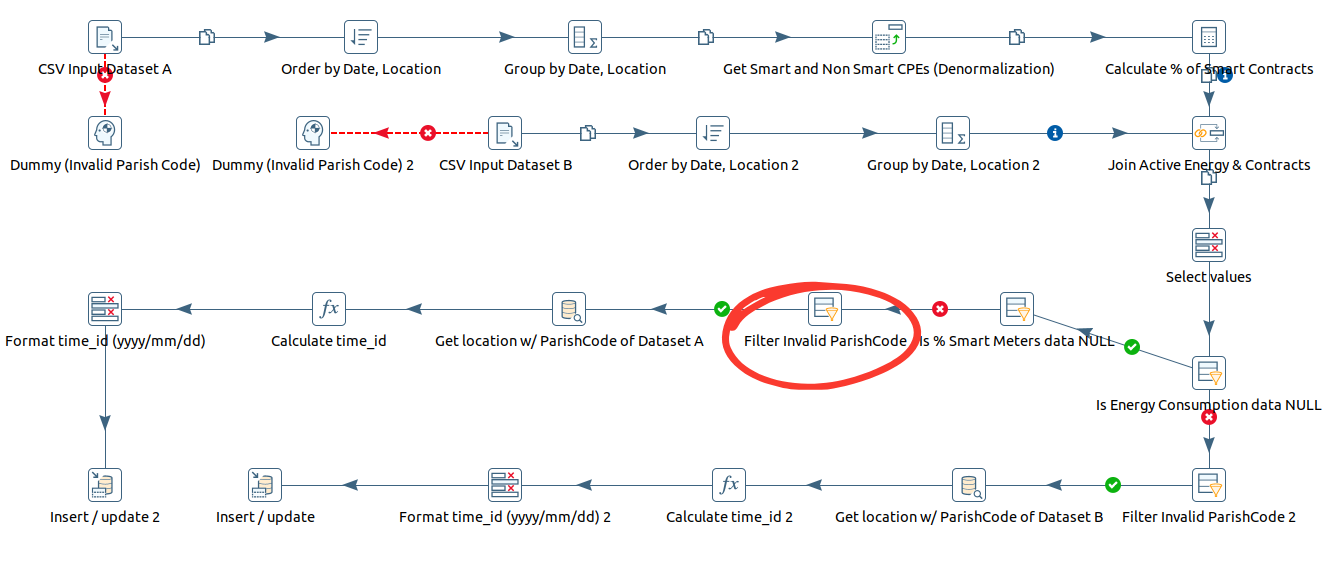 CSV Input Dataset A
Order by Date, Location
Group by Date, Location
Get Smart and Non Smart CPEs (Denormalization)
Calculate % of Smart Contracts
Dummy (Invalid Parish Code)
Dummy (Invalid Parish Code) 2
CSV Input Dataset B
Order by Date, Location 2
Group by Date, Location 2
Join Active Energy & Contracts
Select values
Format time_id (yyyy/mm/dd)
fx
Calculate time_id
Get location w/ ParishCode of Dataset A
Filter Invalid ParishCode
Is % Smart Meters data NULL
Is Energy Consumption data NULL
Insert / update 2
Insert / update
Format time_id (yyyy/mm/dd) 2
fx
Calculate time_id 2
Get location w/ ParishCode of Dataset B
Filter Invalid ParishCode 2